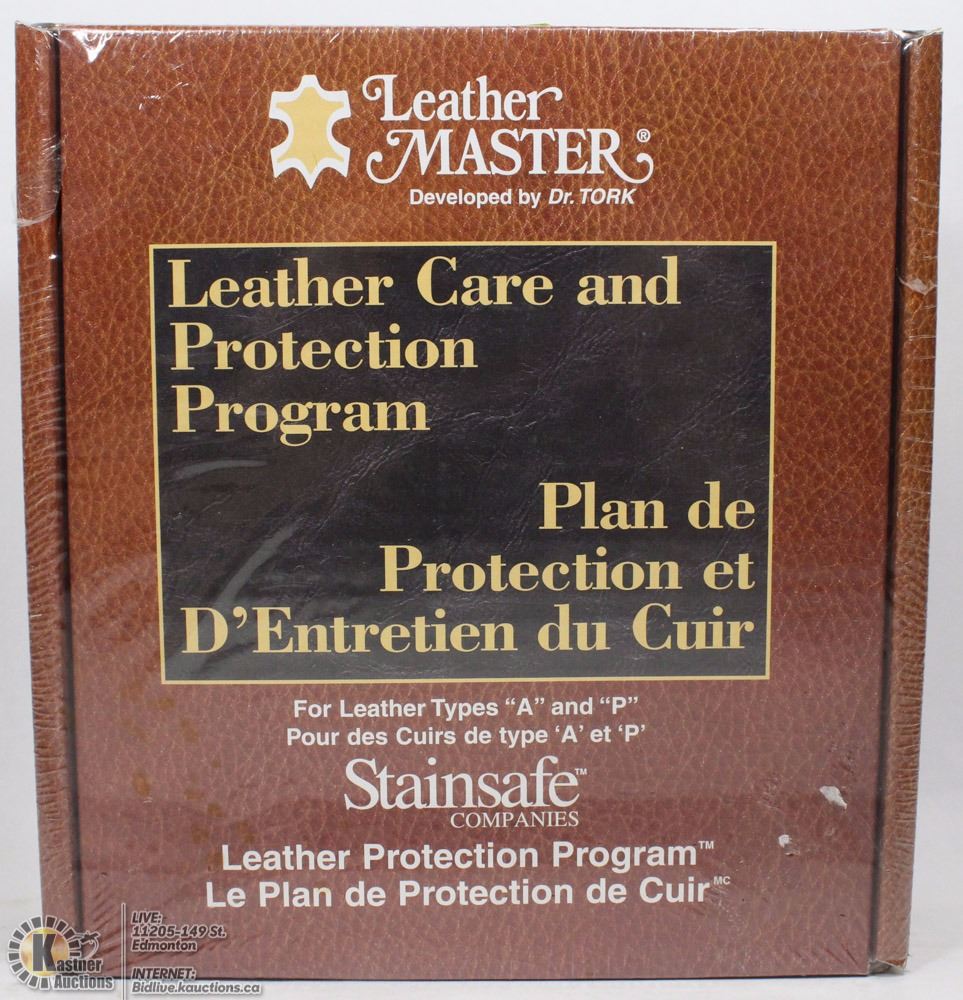 Leather
MASTER®
Developed by Dr. TORK
Leather Care and
Protection
Program
Plan de
Protection et
D'Entretien du Cuir
For Leather Types “A” and “P”
Pour des Cuirs de type ‘A’ et ‘P’
Stainsafe™
COMPANIES
Leather Protection Program™
Le Plan de Protection de Cuir MC
Kastner
Auctions
LIVE:
11205-149 St.
Edmonton
INTERNET:
Bidlive.kauctions.ca